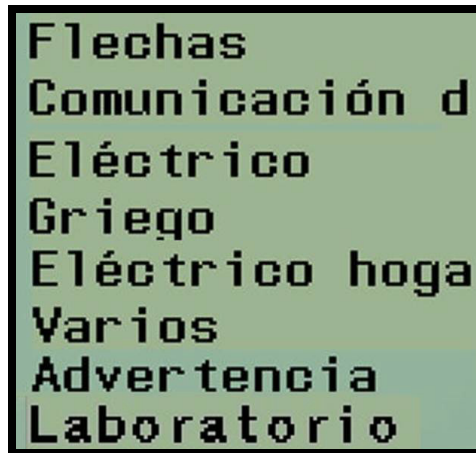 Flechas
Comunicación d
Eléctrico
Griego
Eléctrico hoga
Varios
Advertencia
Laboratorio